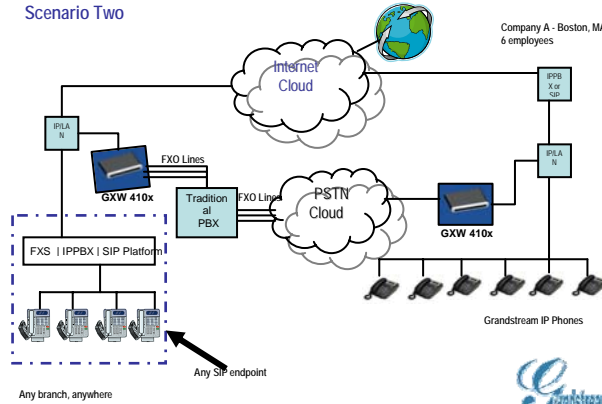 Scenario Two
Company A - Boston, MA
6 employees
Internet
Cloud
IPPB
X or
SIP
IP/LA
N
FXO Lines
GXW 410x
Tradition
al
PBX
FXO Lines
PSTN
Cloud
IP/LA
N
GXW 410x
FXS | IPPBX | SIP Platform
Grandstream IP Phones
Any SIP endpoint
Any branch, anywhere
Grandstream